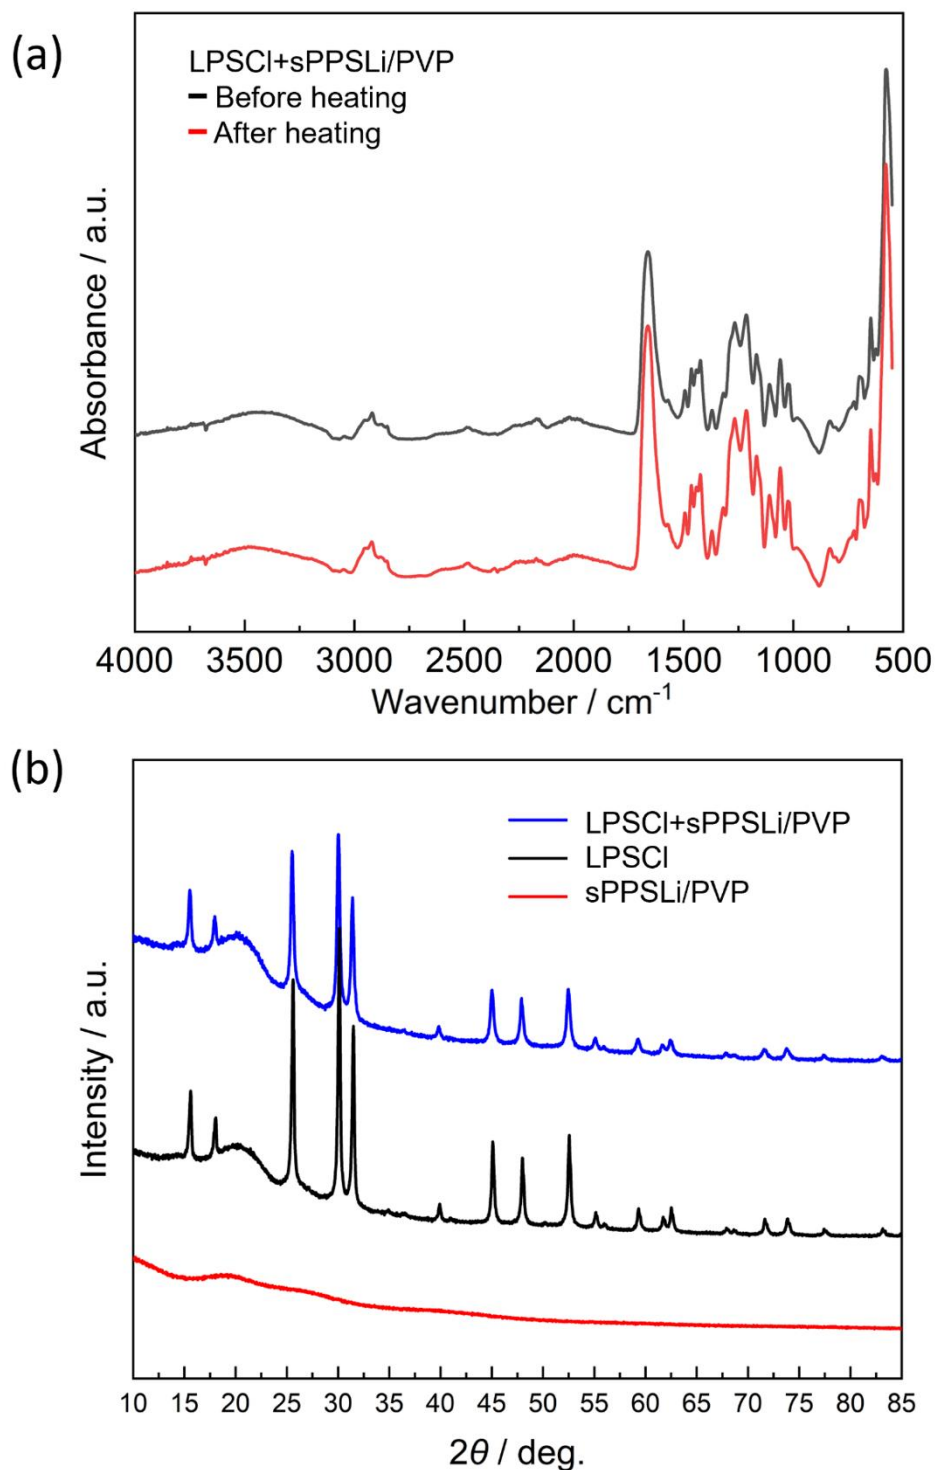 (a)
LPSCl+sPPSLi/PVP
Before heating
After heating
Absorbance / a.u.
4000 3500 3000 2500 2000 1500 1000 500
Wavenumber / cm⁻¹
(b)
LPSCl+sPPSLi/PVP
LPSCl
sPPSLi/PVP
Intensity / a.u.
10 15 20 25 30 35 40 45 50 55 60 65 70 75 80 85
2θ / deg.